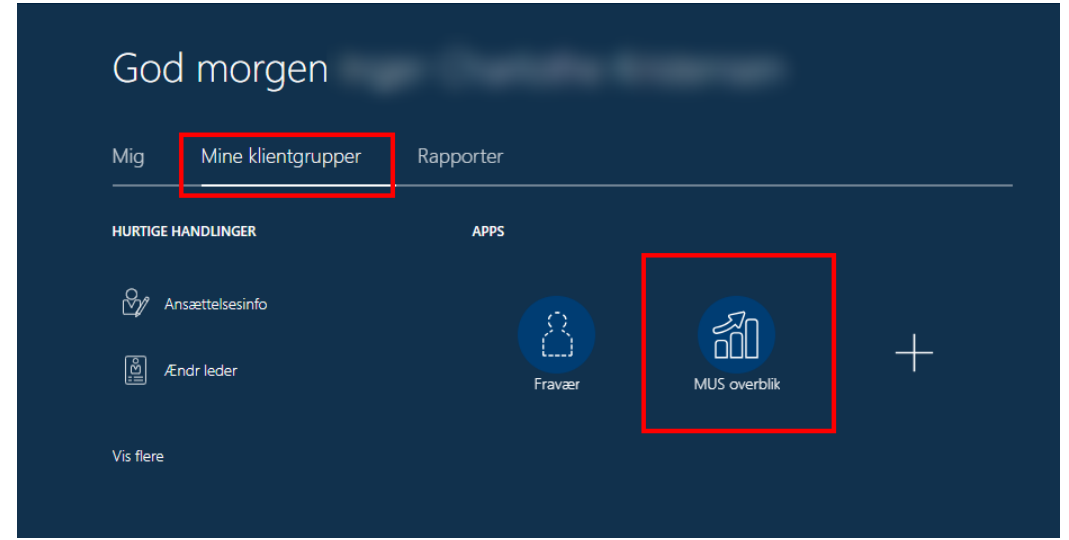 God morgen
Mig Mine klientgrupper Rapporter
HURTIGE HANDLINGER APPS
Ansættelsesinfo
Ændr leder
Fravær MUS overblik
Vis flere